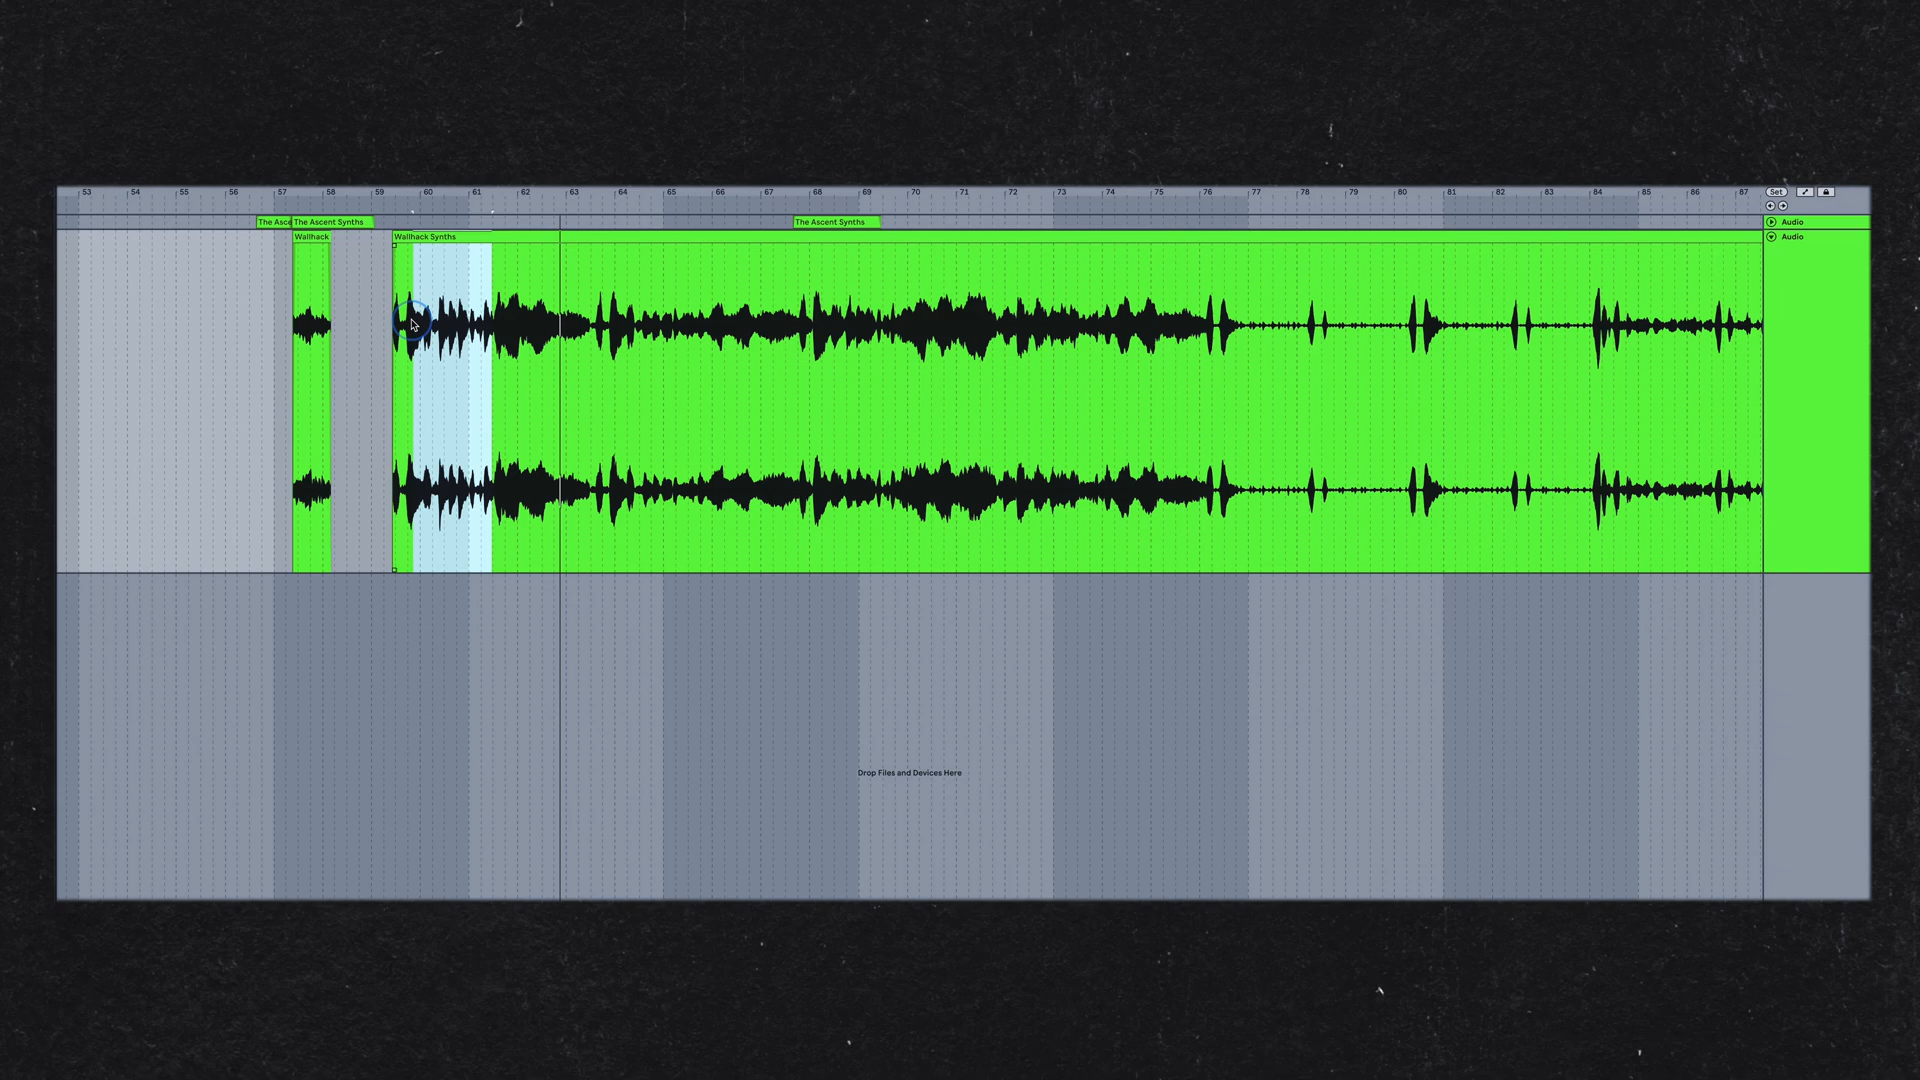 53 54 55 56 57 58 59 60 61 62 63 64 65 66 67 68 69 70 71 72 73 74 75 76 77 78 79 80 81 82 83 84 85 86 87 Set
The Asce The Ascent Synths The Ascent Synths Audio
Wallhack Wallhack Synths Audio
Drop Files and Devices Here